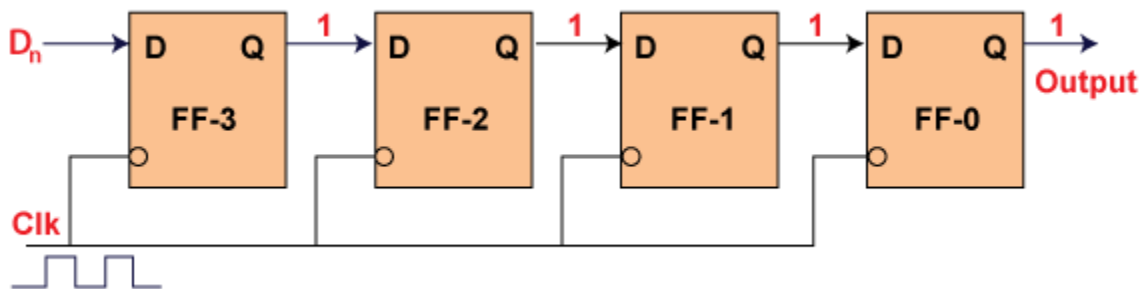 1 1 1 1
Dn D Q D Q D Q D Q
Output
FF-3 FF-2 FF-1 FF-0
Clk